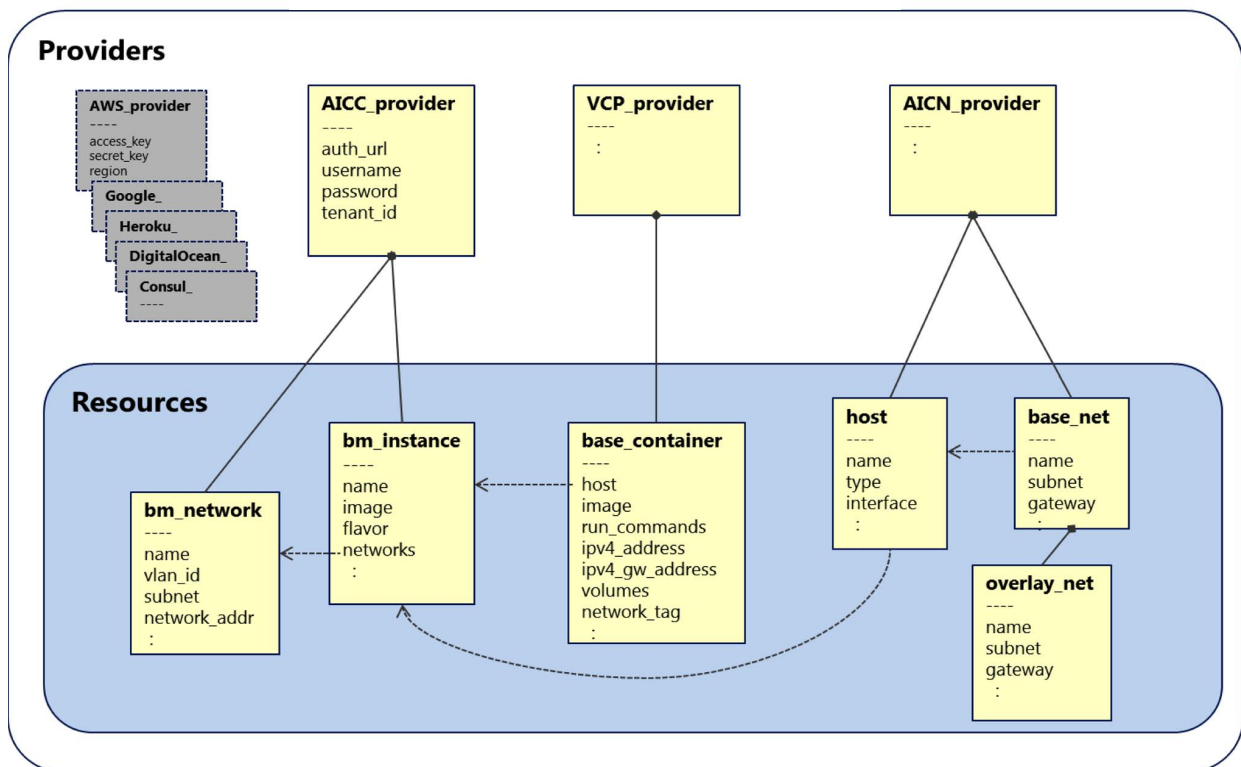 Providers
AWS_provider
----
access_key
secret_key
region
Google_
Heroku_
DigitalOcean_
Consul_
----
AICC_provider
----
auth_url
username
password
tenant_id
VCP_provider
----
:
AICN_provider
----
:
Resources
bm_network
----
name
vlan_id
subnet
network_addr
:
bm_instance
----
name
image
flavor
networks
:
base_container
----
host
image
run_commands
ipv4_address
ipv4_gw_address
volumes
network_tag
:
host
----
name
type
interface
:
base_net
----
name
subnet
gateway
:
overlay_net
----
name
subnet
gateway
: